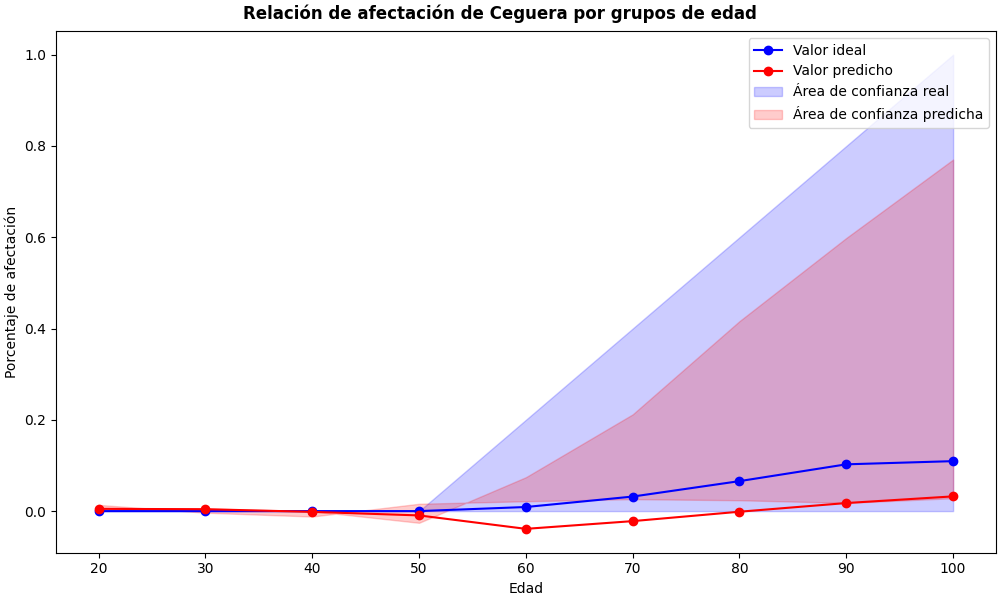 Relación de afectación de Ceguera por grupos de edad
Valor ideal
Valor predicho
Área de confianza real
Área de confianza predicha
Porcentaje de afectación
1.0
0.8
0.6
0.4
0.2
0.0
20 30 40 50 60 70 80 90 100
Edad